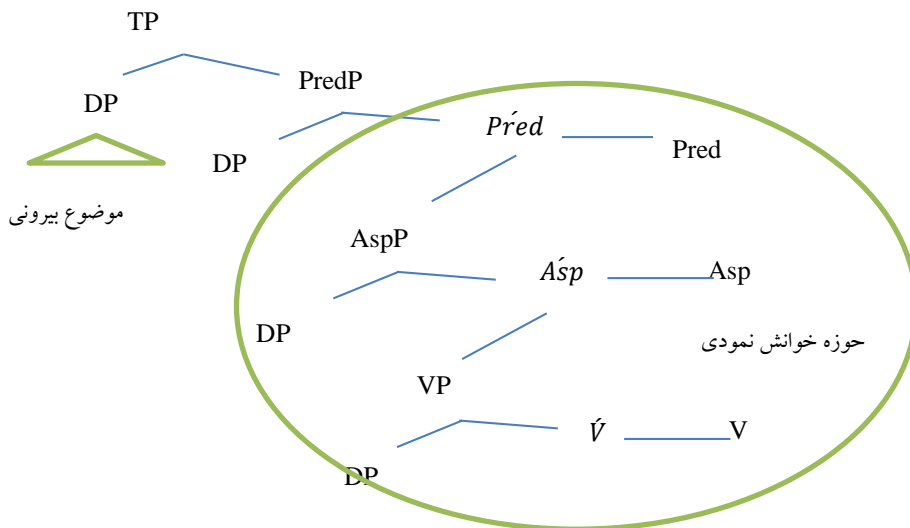 TP
PredP
DP
Pred́
Pred
DP
موضوع بیرونی
AspP
Aśp
Asp
DP
حوزه خوانش نمودی
VP
V́
V
DP